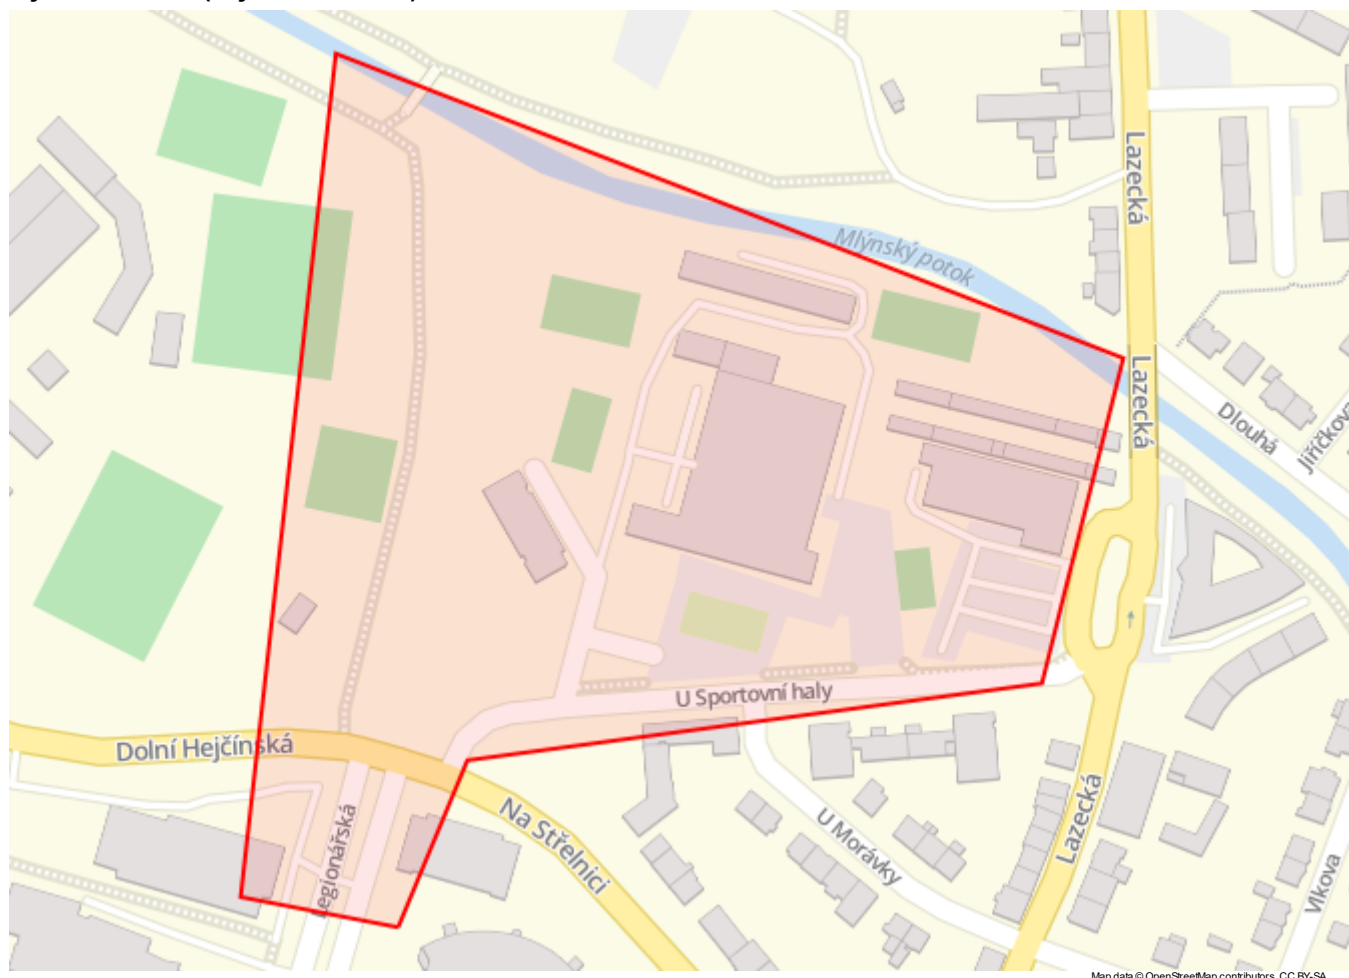 Lazecká
Mlýnský potok
Lazecká
Dlouhá
Jiříčkova
U Sportovní haly
Dolní Hejčínská
Na Střelnici
Legionářská
U Morávky
Lazecká
Vlkova
Map data © OpenStreetMap contributors, CC BY-SA